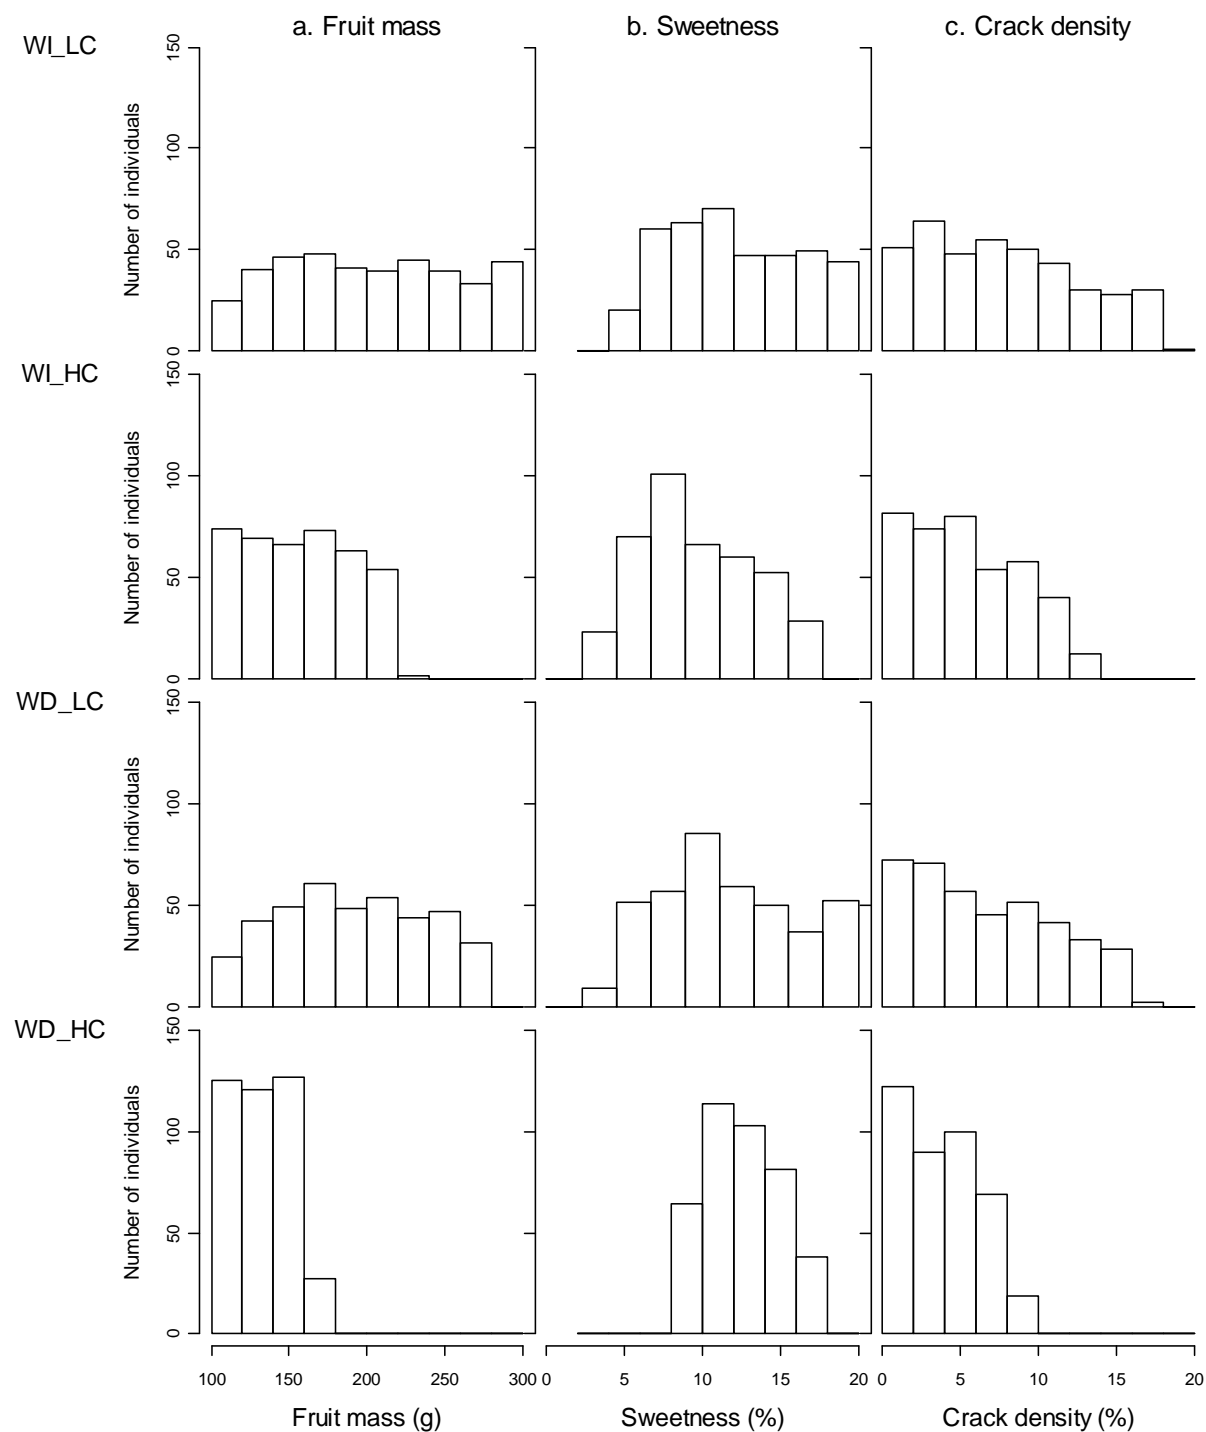 a. Fruit mass b. Sweetness c. Crack density
WI_LC
Number of individuals
0 50 100 150
WI_HC
Number of individuals
0 50 100 150
WD_LC
Number of individuals
0 50 100 150
WD_HC
Number of individuals
0 50 100 150
100 150 200 250 300 0 5 10 15 20 0 5 10 15 20
Fruit mass (g) Sweetness (%) Crack density (%)